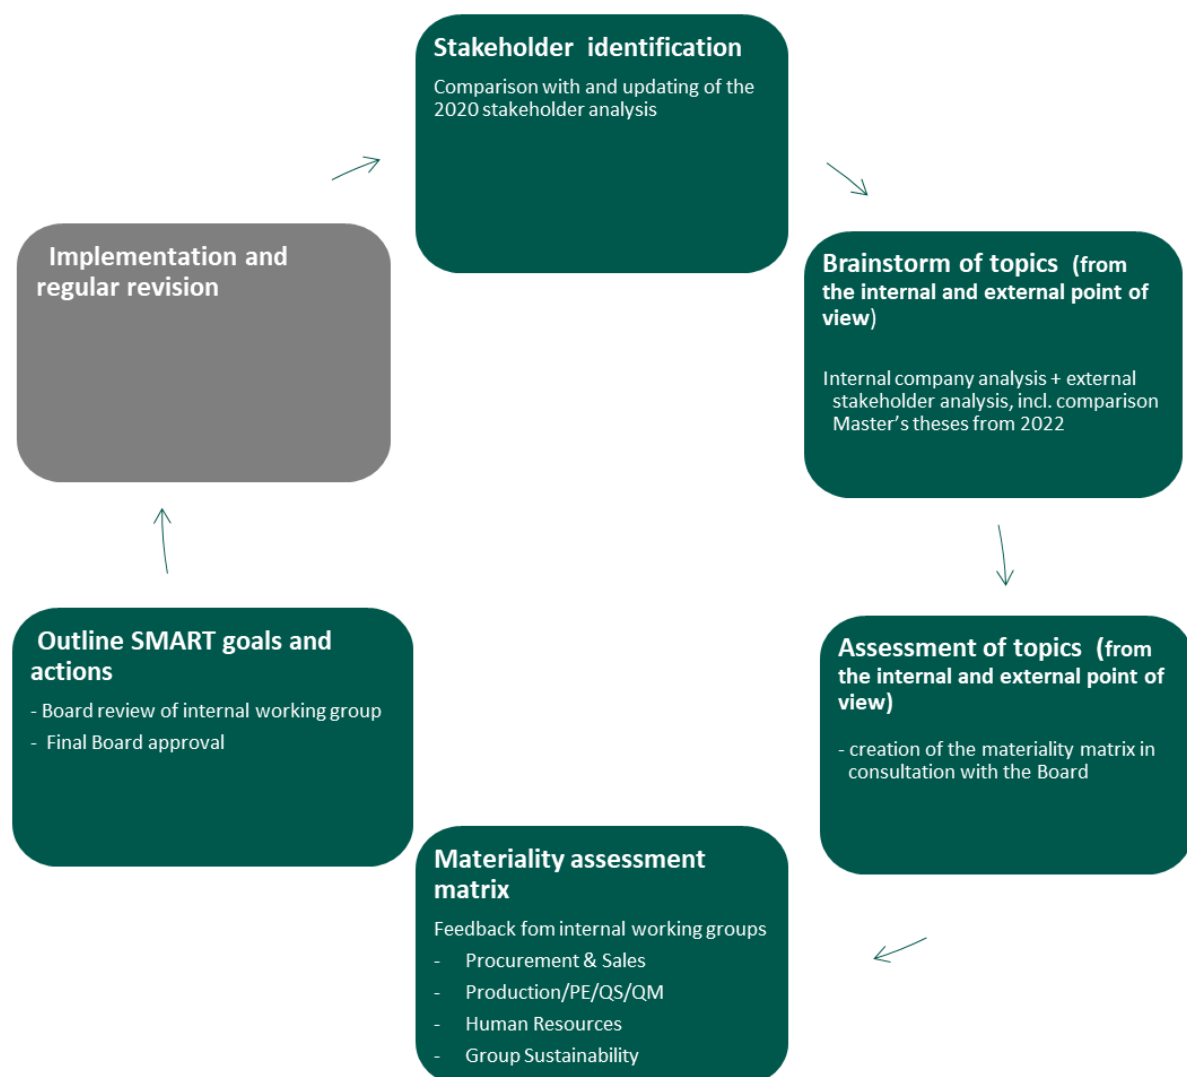 Stakeholder identification
Comparison with and updating of the
2020 stakeholder analysis
Brainstorm of topics (from
the internal and external point of
view)
Internal company analysis + external
stakeholder analysis, incl. comparison
Master's theses from 2022
Assessment of topics (from
the internal and external point of
view)
- creation of the materiality matrix in
consultation with the Board
Materiality assessment
matrix
Feedback fom internal working groups
- Procurement & Sales
- Production/PE/QS/QM
- Human Resources
- Group Sustainability
Outline SMART goals and
actions
- Board review of internal working group
- Final Board approval
Implementation and
regular revision